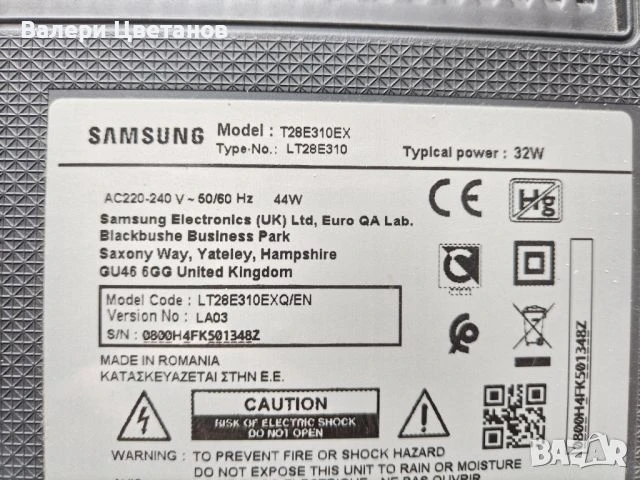 Валери Цветанов
SAMSUNG
Model : T28E310EX
Type-No.: LT28E310
Typical power : 32W
AC220-240 V ~ 50/60 Hz 44W
Samsung Electronics (UK) Ltd, Euro QA Lab.
Blackbushe Business Park
Saxony Way, Yateley, Hampshire
GU46 6GG United Kingdom
CE
Hg
Model Code : LT28E310EXQ/EN
Version No : LA03
S/N : 0800H4FK501348Z
0800H4FK501348Z
MADE IN ROMANIA
ΚΑΤΑΣΚΕΥΑΖΕΤΑΙ ΣΤΗΝ Ε.Ε.
CAUTION
RISK OF ELECTRIC SHOCK
DO NOT OPEN
WARNING : TO PREVENT FIRE OR SHOCK HAZARD
DO NOT EXPOSE THIS UNIT TO RAIN OR MOISTURE
BAZAR